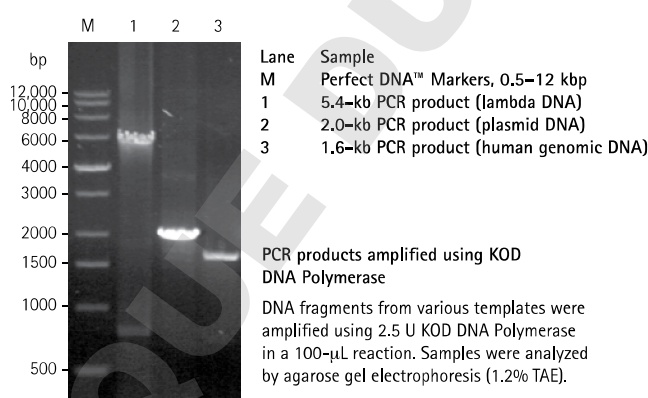 M 1 2 3
bp
12,000
10,000
8000
6000
4000
3000
2000
1500
1000
500
Lane Sample
M Perfect DNA™ Markers, 0.5–12 kbp
1 5.4–kb PCR product (lambda DNA)
2 2.0–kb PCR product (plasmid DNA)
3 1.6–kb PCR product (human genomic DNA)
PCR products amplified using KOD
DNA Polymerase
DNA fragments from various templates were
amplified using 2.5 U KOD DNA Polymerase
in a 100-μL reaction. Samples were analyzed
by agarose gel electrophoresis (1.2% TAE).